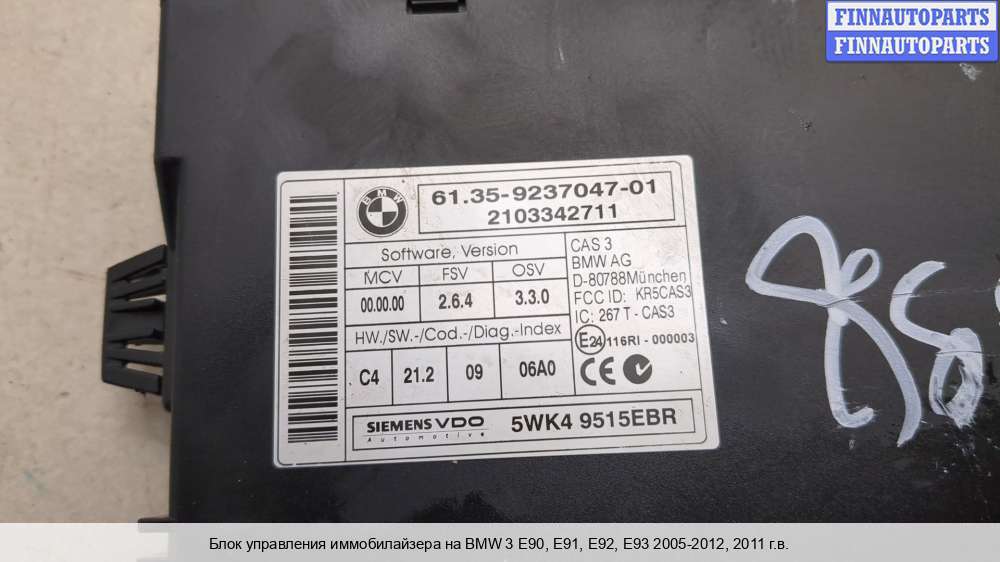 FINNAUTOPARTS
FINNAUTOPARTS
BMW
61.35-9237047-01
2103342711
Software, Version
MCV FSV OSV
00.00.00 2.6.4 3.3.0
HW./SW.-/Cod.-/Diag.-Index
C4 21.2 09 06A0
CAS 3
BMW AG
D-80788München
FCC ID: KR5CAS3
IC: 267 T - CAS3
E24 116RI - 000003
CE
SIEMENS VDO
Automotive
5WK4 9515EBR
Блок управления иммобилайзера на BMW 3 E90, E91, E92, E93 2005-2012, 2011 г.в.